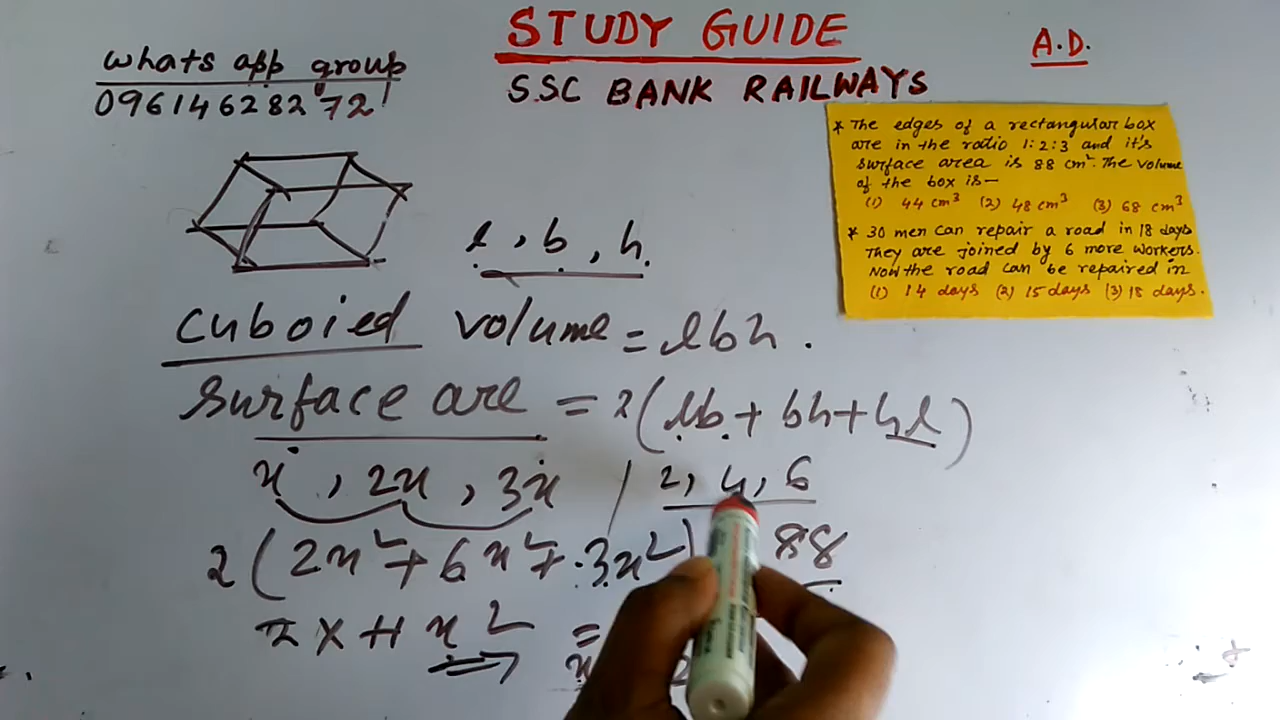 STUDY GUIDE
A.D.
whats app group
09614628272
SSC BANK RAILWAYS
* The edges of a rectangular box
are in the ratio 1:2:3 and it's
surface area is 88 cm². The volume
of the box is—
(1) 44 cm³ (2) 48 cm³ (3) 68 cm³
* 30 men can repair a road in 18 days
They are joined by 6 more workers.
Now the road can be repaired in
(1) 14 days (2) 15 days (3) 18 days.
l, b, h.
cuboied volume = lbh.
Surface are = 2(lb + bh + hl)
x, 2x, 3x / 2, 4, 6
2(2x² + 6x² + 3x²) 88
2 x 11 x² =
x 2